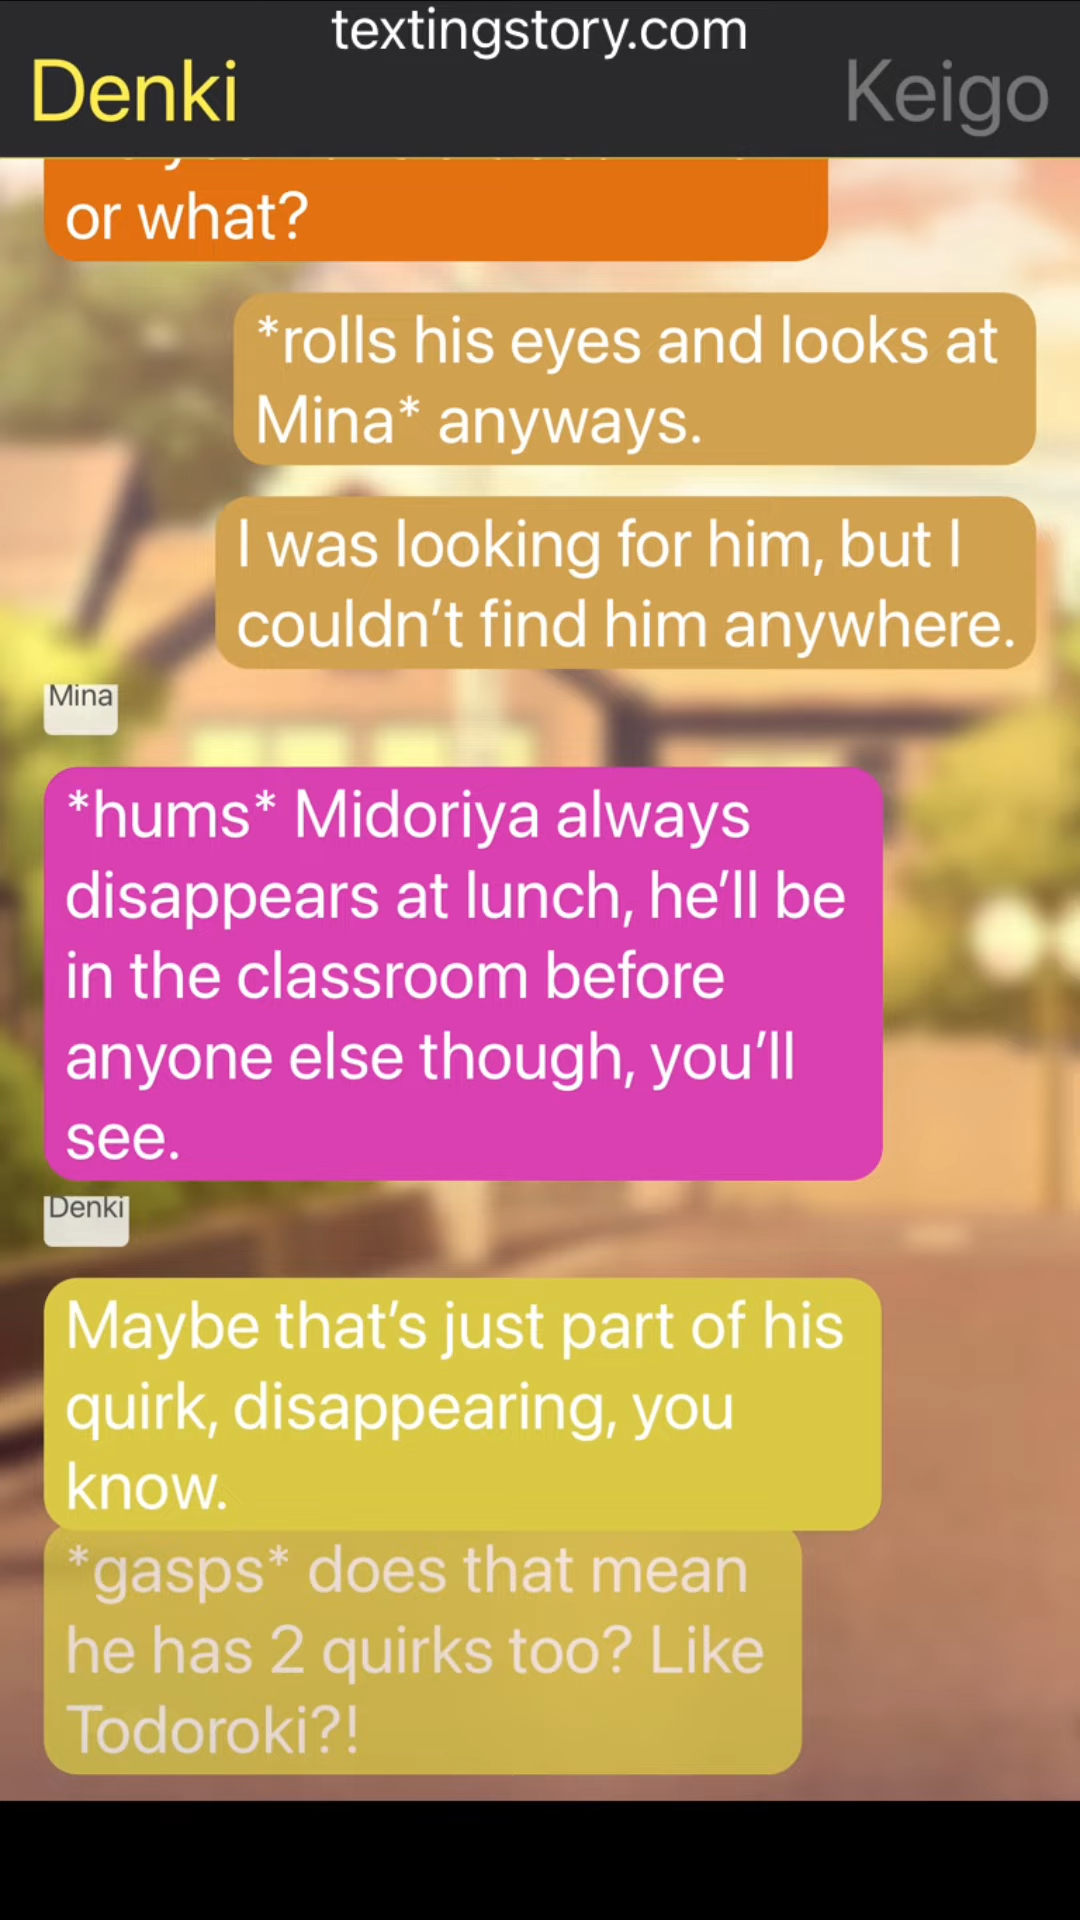 textingstory.com
Denki
Keigo
or what?
*rolls his eyes and looks at
Mina* anyways.
I was looking for him, but I
couldn’t find him anywhere.
Mina
*hums* Midoriya always
disappears at lunch, he’ll be
in the classroom before
anyone else though, you’ll
see.
Denki
Maybe that’s just part of his
quirk, disappearing, you
know.
*gasps* does that mean
he has 2 quirks too? Like
Todoroki?!